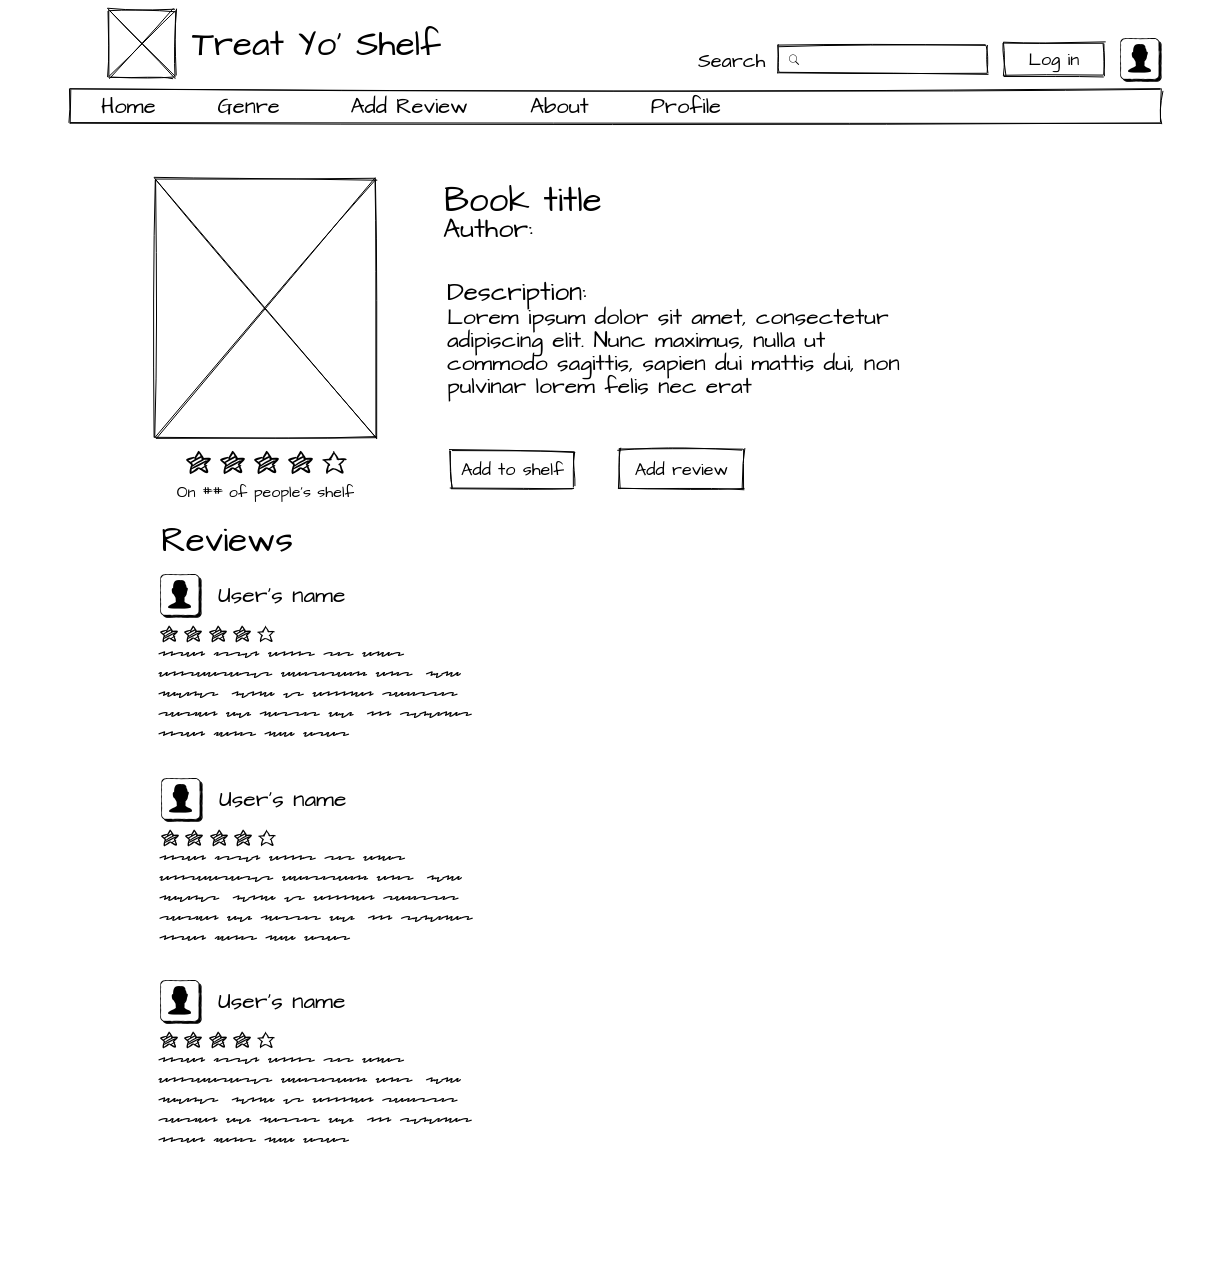 Treat Yo' Shelf
Search
Log in
Home Genre Add Review About Profile
Book title
Author:
Description:
Lorem ipsum dolor sit amet, consectetur
adipiscing elit. Nunc maximus, nulla ut
commodo sagittis, sapien dui mattis dui, non
pulvinar lorem felis nec erat
Add to shelf Add review
On ## of people's shelf
Reviews
User's name
User's name
User's name